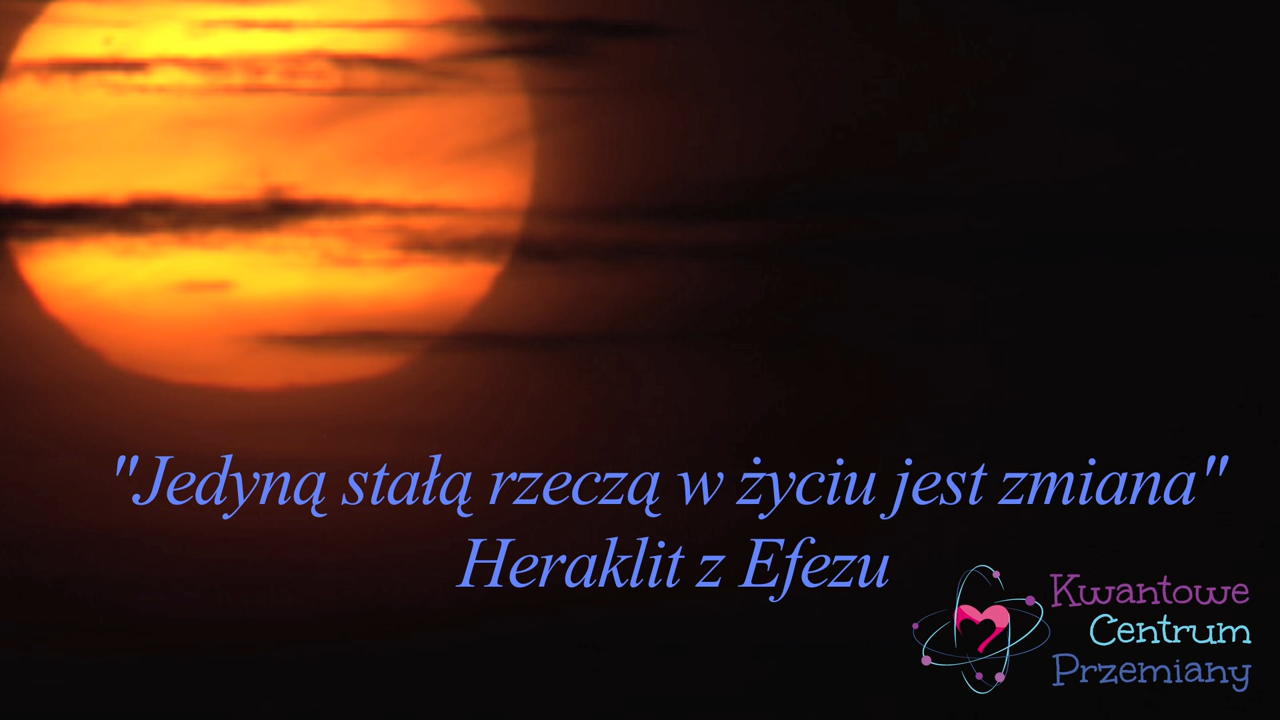 "Jedyną stałą rzeczą w życiu jest zmiana"
Heraklit z Efezu
Kwantowe
Centrum
Przemiany